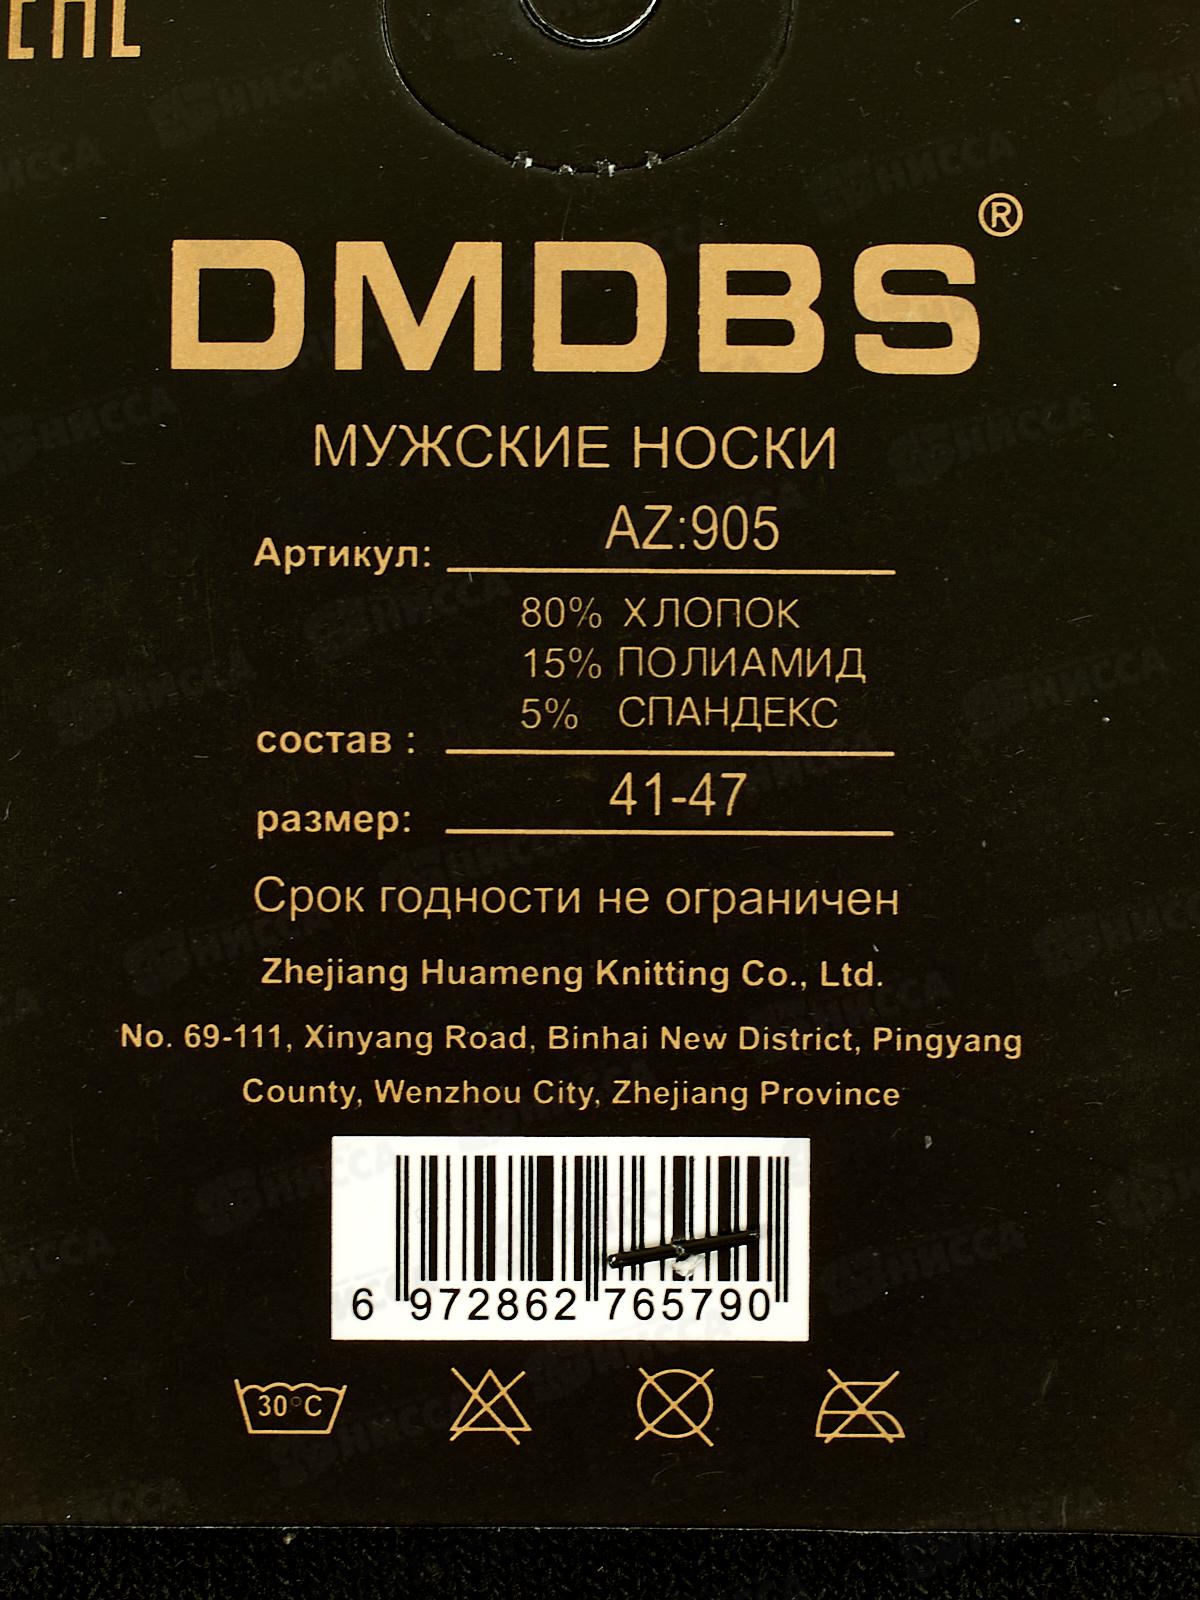 EAC
DMDBS®
МУЖСКИЕ НОСКИ
Артикул: AZ:905
80% ХЛОПОК
15% ПОЛИАМИД
5% СПАНДЕКС
состав :
размер: 41-47
Срок годности не ограничен
Zhejiang Huameng Knitting Co., Ltd.
No. 69-111, Xinyang Road, Binhai New District, Pingyang
County, Wenzhou City, Zhejiang Province
6 972862 765790
30°C